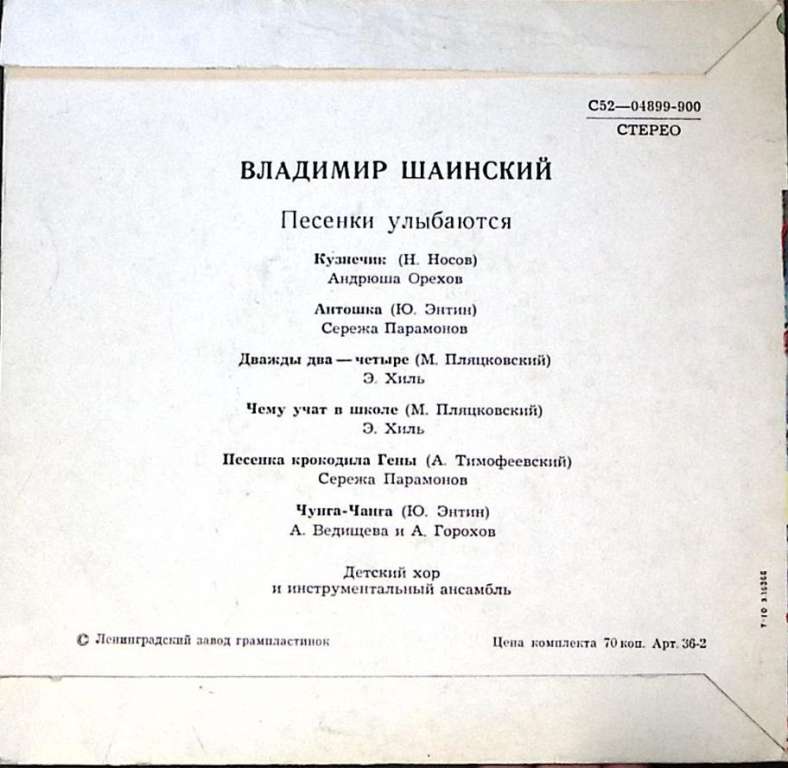 С52—04899-900
СТЕРЕО
ВЛАДИМИР ШАИНСКИЙ
Песенки улыбаются
Кузнечик (Н. Носов)
Андрюша Орехов
Антошка (Ю. Энтин)
Сережа Парамонов
Дважды два — четыре (М. Пляцковский)
Э. Хиль
Чему учат в школе (М. Пляцковский)
Э. Хиль
Песенка крокодила Гены (А. Тимофеевский)
Сережа Парамонов
Чунга-Чанга (Ю. Энтин)
А. Ведищева и А. Горохов
Детский хор
и инструментальный ансамбль
© Ленинградский завод грампластинок
Цена комплекта 70 коп. Арт. 36-2